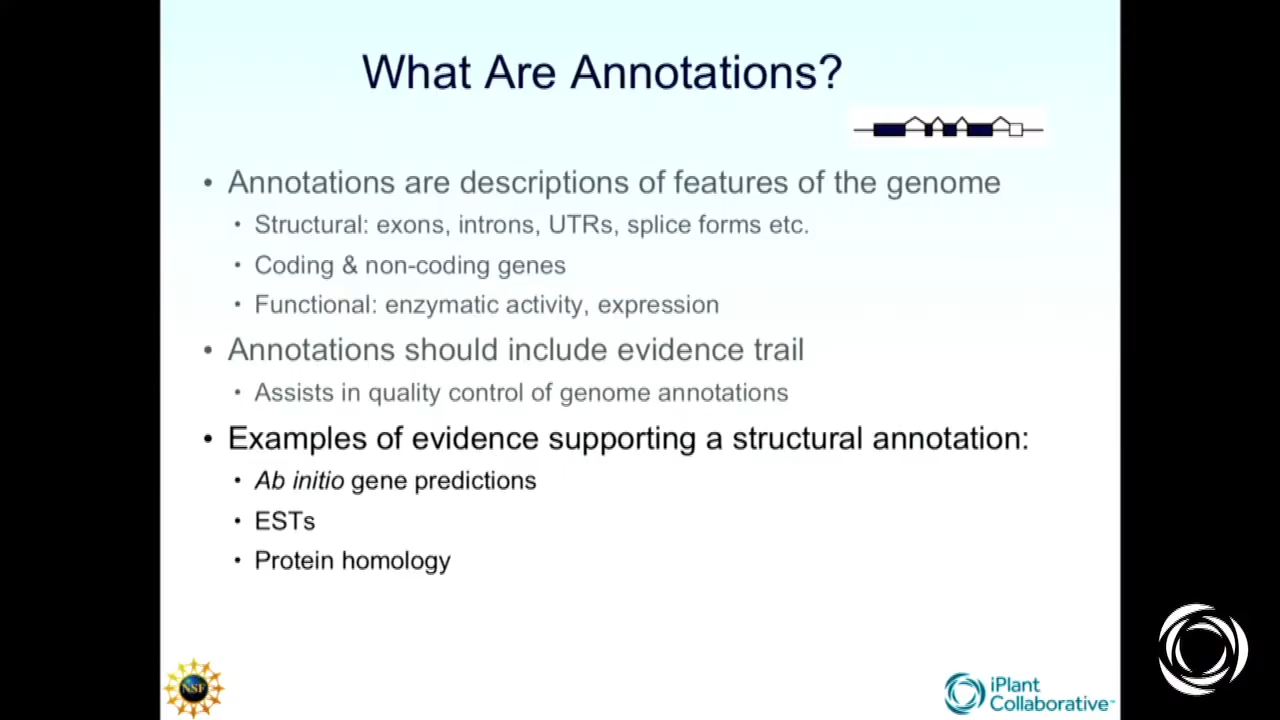 What Are Annotations?
• Annotations are descriptions of features of the genome
• Structural: exons, introns, UTRs, splice forms etc.
• Coding & non-coding genes
• Functional: enzymatic activity, expression
• Annotations should include evidence trail
• Assists in quality control of genome annotations
• Examples of evidence supporting a structural annotation:
• Ab initio gene predictions
• ESTs
• Protein homology
NSF
iPlant
Collaborative™